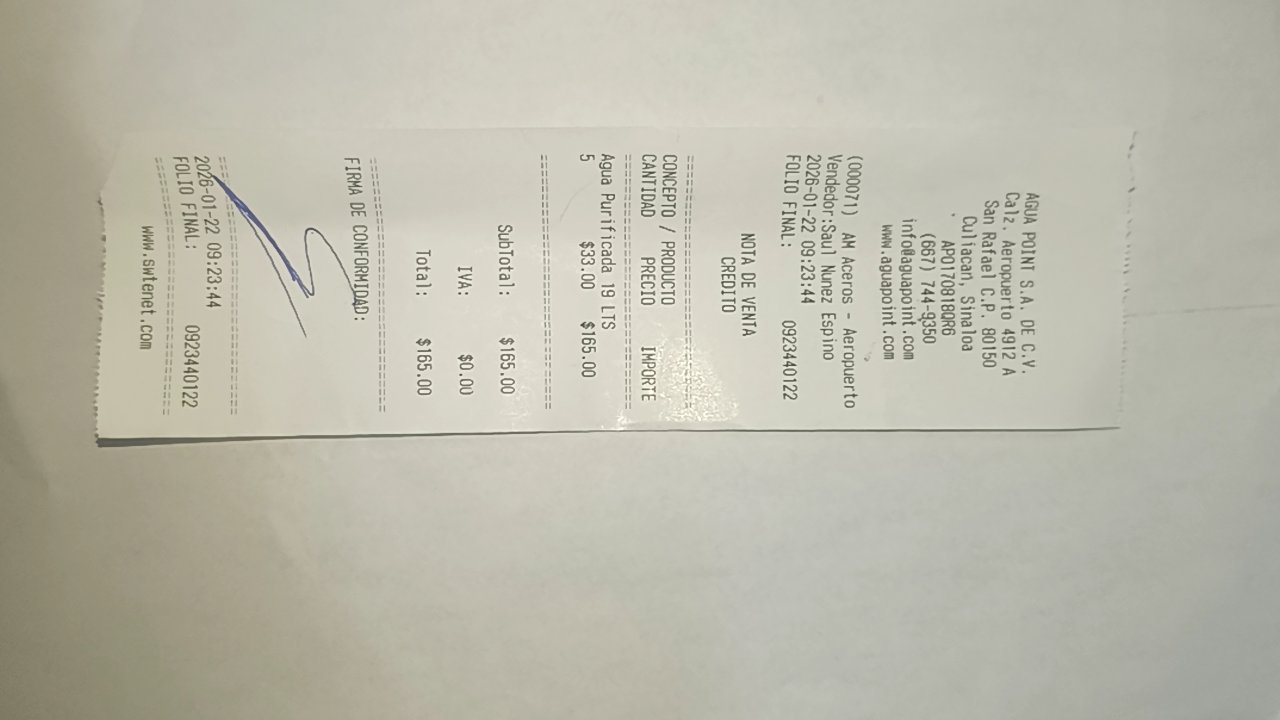 AGUA POINT S.A. DE C.V.
Calz. Aeropuerto 4912 A
San Rafael C.P. 80150
Culiacan, Sinaloa
APO170818QR6
(667) 744-9350
info@aguapoint.com
www.aguapoint.com
(000071) AM Aceros - Aeropuerto
Vendedor:Saul Nunez Espino
2026-01-22 09:23:44
FOLIO FINAL: 0923440122
NOTA DE VENTA
CREDITO
CONCEPTO / PRODUCTO
CANTIDAD PRECIO IMPORTE
Agua Purificada 19 LTS
5 $33.00 $165.00
SubTotal: $165.00
IVA: $0.00
Total: $165.00
FIRMA DE CONFORMIDAD:
2026-01-22 09:23:44
FOLIO FINAL: 0923440122
www.swtenet.com